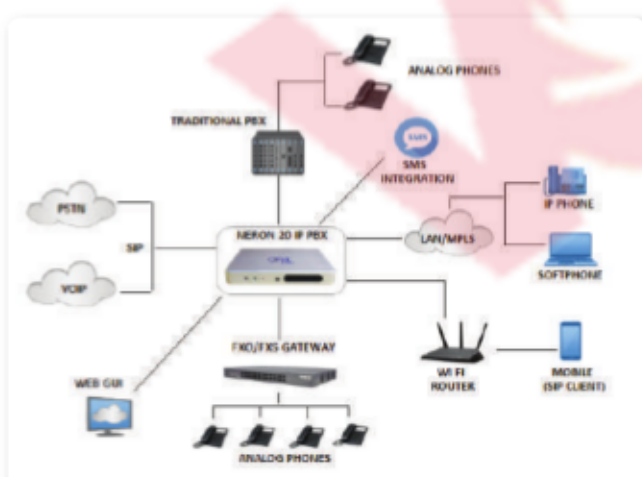 ANALOG PHONES
TRADITIONAL PBX
SMS
SMS
INTEGRATION
PSTN
SIP
VOIP
NERON 20 IP PBX
LAN/MPLS
IP PHONE
SOFTPHONE
FXO/FXS GATEWAY
WEB GUI
WI FI
ROUTER
MOBILE
(SIP CLIENT)
ANALOG PHONES